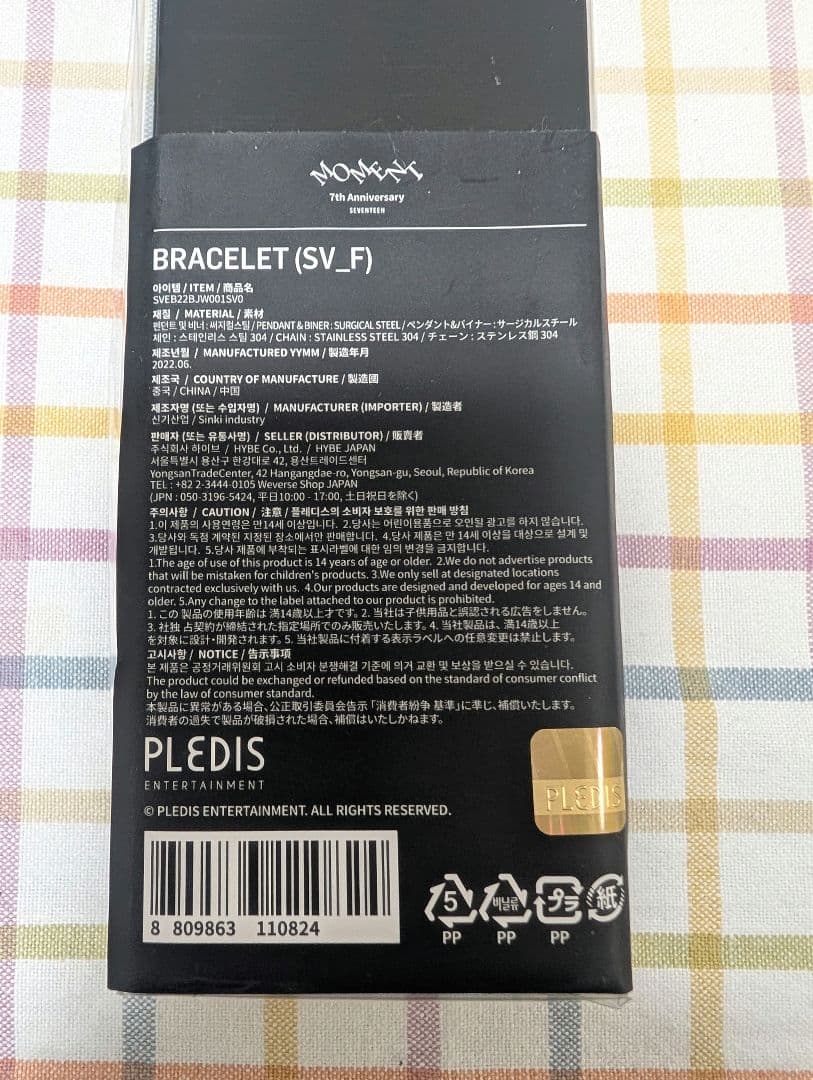 MOMENT
7th Anniversary
SEVENTEEN
BRACELET (SV_F)
아이템 / ITEM / 商品名
SVEB22BJW001SV0
재질 / MATERIAL / 素材
펜던트 및 비너 : 써지컬스틸 / PENDANT & BINER : SURGICAL STEEL / ペンダント&バイナー : サージカルスチール
체인 : 스테인리스 스틸 304 / CHAIN : STAINLESS STEEL 304 / チェーン : ステンレス鋼 304
제조년월 / MANUFACTURED YYMM / 製造年月
2022.06.
제조국 / COUNTRY OF MANUFACTURE / 製造國
중국 / CHINA / 中国
제조자명 (또는 수입자명) / MANUFACTURER (IMPORTER) / 製造者
신기산업 / Sinki industry
판매자 (또는 유통사명) / SELLER (DISTRIBUTOR) / 販賣者
주식회사 하이브 / HYBE Co., Ltd. / HYBE JAPAN
서울특별시 용산구 한강대로 42, 용산트레이드센터
YongsanTradeCenter, 42 Hangangdae-ro, Yongsan-gu, Seoul, Republic of Korea
TEL : +82 2-3444-0105 Weverse Shop JAPAN
(JPN : 050-3196-5424, 平日10:00 - 17:00, 土日祝日を除く)
주의사항 / CAUTION / 注意 / 플레디스의 소비자 보호를 위한 판매 방침
1.이 제품의 사용연령은 만14세 이상입니다. 2.당사는 어린이용품으로 오인될 광고를 하지 않습니다.
3.당사와 독점 계약된 지정된 장소에서만 판매합니다. 4.당사 제품은 만 14세 이상을 대상으로 설계 및
개발됩니다. 5.당사 제품에 부착되는 표시라벨에 대한 임의 변경을 금지합니다.
1.The age of use of this product is 14 years of age or older. 2.We do not advertise products
that will be mistaken for children's products. 3.We only sell at designated locations
contracted exclusively with us. 4.Our products are designed and developed for ages 14 and
older. 5.Any change to the label attached to our product is prohibited.
1. この 製品の使用年齢は 満14歳以上才です。2. 当社は子供用品と誤認される広告をしません。
3. 社独 占契約が締結された指定場所でのみ販売いたします。4. 当社製品は、満14歳以上
を対象に設計・開発されます。5. 当社製品に付着する表示ラベルへの任意変更は禁止します。
고시사항 / NOTICE / 告示事項
본 제품은 공정거래위원회 고시 소비자 분쟁해결 기준에 의거 교환 및 보상을 받으실 수 있습니다.
The product could be exchanged or refunded based on the standard of consumer conflict
by the law of consumer standard.
本製品に異常がある場合、公正取引委員会告示「消費者紛争 基準」に準じ、補償いたします。
消費者の過失で製品が破損された場合、補償はいたしかねます。
PLEDIS
ENTERTAINMENT
PLEDIS
© PLEDIS ENTERTAINMENT. ALL RIGHTS RESERVED.
8 809863 110824
5 비닐류 プラ 紙
PP PP PP